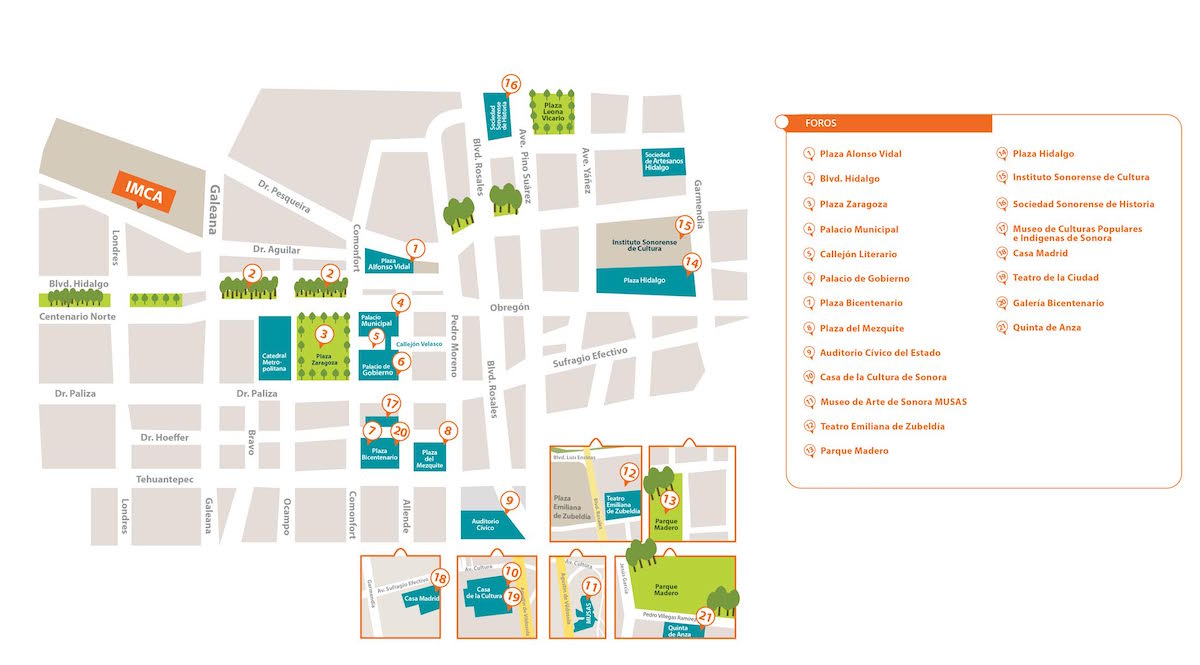 16
Sociedad
Sonorense
de Historia
Plaza
Leona
Vicario
Blvd. Rosales
Ave. Pino Suárez
Ave. Yáñez
Sociedad
de Artesanos
Hidalgo
Garmendia
IMCA
Galeana
Londres
Dr. Pesqueira
Comonfort
Dr. Aguilar
1
Plaza
Alfonso Vidal
15
Instituto Sonorense
de Cultura
14
Plaza Hidalgo
2
2
Blvd. Hidalgo
Centenario Norte
4
Obregón
Palacio
Municipal
3
5
Plaza
Zaragoza
Catedral
Metro-
politana
Callejón Velasco
Pedro Moreno
6
Palacio de
Gobierno
Sufragio Efectivo
Blvd. Rosales
Dr. Paliza
Dr. Paliza
17
7
20
8
Plaza
Bicentenario
Plaza
del
Mezquite
Dr. Hoeffer
Bravo
Tehuantepec
Londres
Galeana
Ocampo
Comonfort
Allende
9
Auditorio
Cívico
Blvd. Luis Encinas
12
Plaza
Emiliana
de Zubeldía
Blvd. Rosales
Teatro
Emiliana
de Zubeldía
13
Parque
Madero
18
Av. Sufragio Efectivo
Garmendia
Casa Madrid
Av. Cultura
10
Casa
de la Cultura
19
Agustín de Vildósola
Av. Cultura
Agustín de Vildósola
11
MUSAS
Jesús García
Parque
Madero
Pedro Villegas Ramírez
21
Quinta
de Anza
FOROS
1 Plaza Alonso Vidal
2 Blvd. Hidalgo
3 Plaza Zaragoza
4 Palacio Municipal
5 Callejón Literario
6 Palacio de Gobierno
7 Plaza Bicentenario
8 Plaza del Mezquite
9 Auditorio Cívico del Estado
10 Casa de la Cultura de Sonora
11 Museo de Arte de Sonora MUSAS
12 Teatro Emiliana de Zubeldía
13 Parque Madero
14 Plaza Hidalgo
15 Instituto Sonorense de Cultura
16 Sociedad Sonorense de Historia
17 Museo de Culturas Populares
e Indígenas de Sonora
18 Casa Madrid
19 Teatro de la Ciudad
20 Galería Bicentenario
21 Quinta de Anza